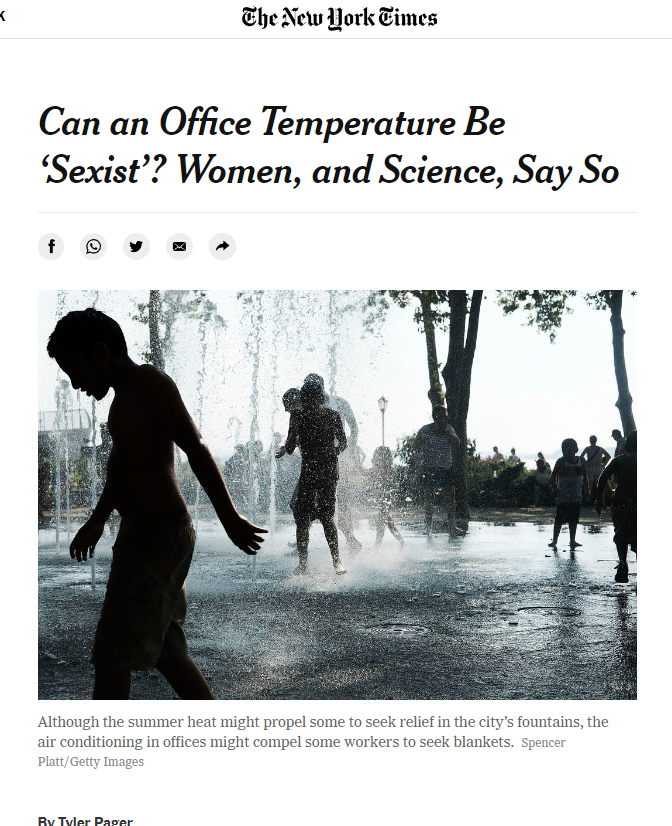 The New York Times
Can an Office Temperature Be
‘Sexist’? Women, and Science, Say So
Although the summer heat might propel some to seek relief in the city’s fountains, the
air conditioning in offices might compel some workers to seek blankets. Spencer
Platt/Getty Images
By Tyler Pager